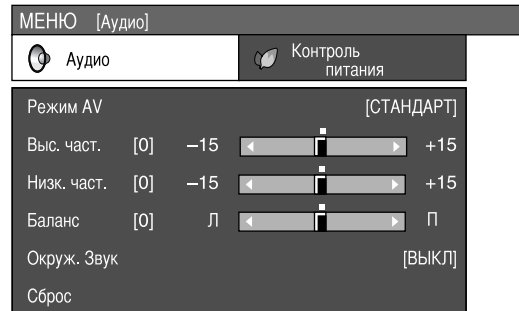 МЕНЮ [Аудио]
Аудио
Контроль
питания
Режим AV [СТАНДАРТ]
Выс. част. [0] –15 +15
Низк. част. [0] –15 +15
Баланс [0] Л П
Окруж. Звук [ВЫКЛ]
Сброс